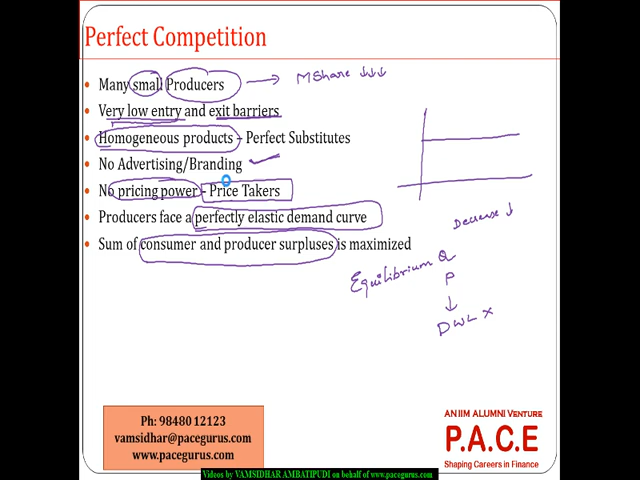 Perfect Competition
Many small Producers → M Share ↓↓↓
Very low entry and exit barriers
Homogeneous products – Perfect Substitutes
No Advertising/Branding
No pricing power – Price Takers
Producers face a perfectly elastic demand curve
Sum of consumer and producer surpluses is maximized
Decrease ↓
Equilibrium Q
P
↓
DWL ×
Ph: 98480 12123
vamsidhar@pacegurus.com
www.pacegurus.com
AN IIM ALUMNI VENTURE
P.A.C.E
Shaping Careers in Finance
Videos by VAMSIDHAR AMBATIPUDI on behalf of www.pacegurus.com